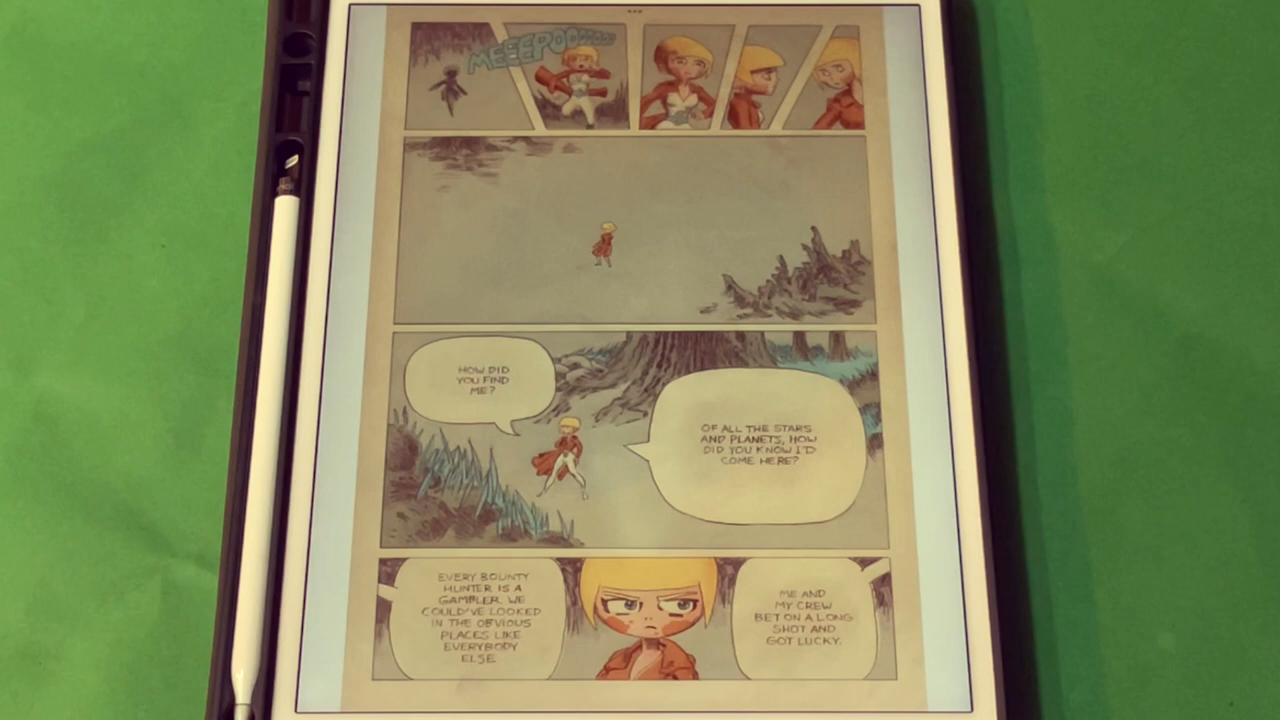 MEEEPOOOOOOO
HOW DID
YOU FIND
ME?
OF ALL THE STARS
AND PLANETS, HOW
DID YOU KNOW I'D
COME HERE?
EVERY BOUNTY
HUNTER IS A
GAMBLER. WE
COULD'VE LOOKED
IN THE OBVIOUS
PLACES LIKE
EVERYBODY
ELSE.
ME AND
MY CREW
BET ON A LONG
SHOT AND
GOT LUCKY.